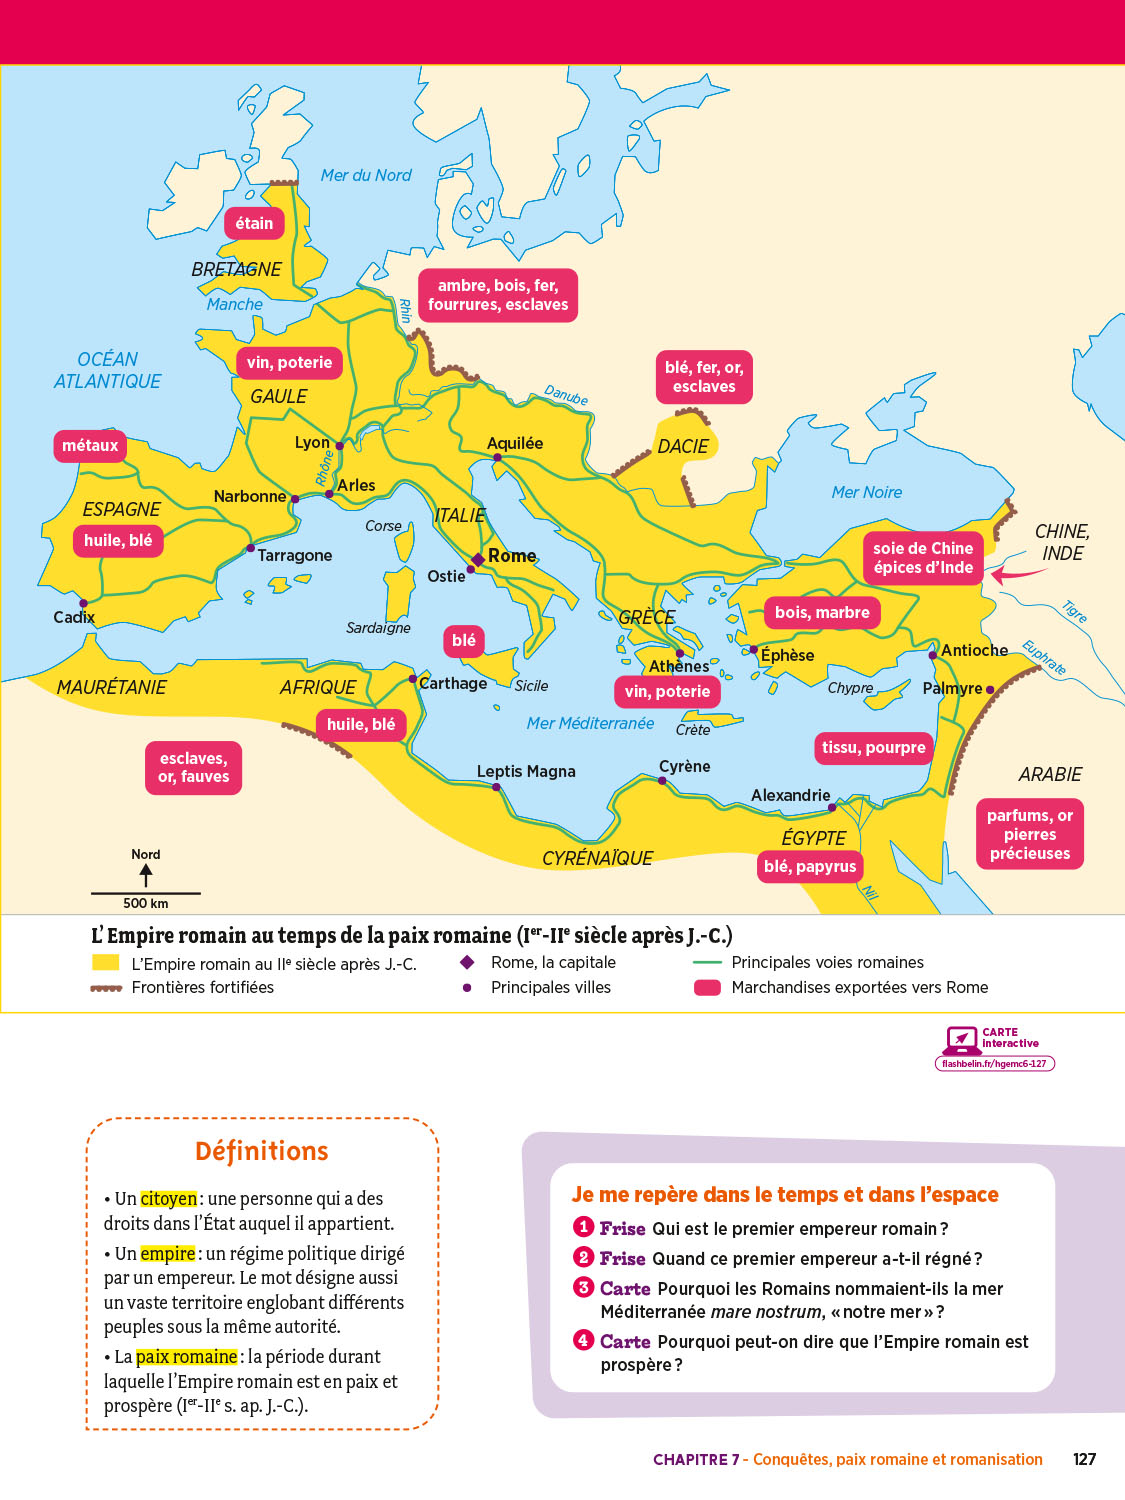 Mer du Nord
étain
BRETAGNE
Manche
ambre, bois, fer,
fourrures, esclaves
Rhin
OCÉAN
ATLANTIQUE
vin, poterie
GAULE
blé, fer, or,
esclaves
Danube
métaux
Lyon
Aquilée
DACIE
Rhône
Arles
Narbonne
Mer Noire
ESPAGNE
ITALIE
Corse
huile, blé
CHINE,
INDE
soie de Chine
épices d'Inde
Tarragone
Rome
Ostie
Cadix
Sardaigne
GRÈCE
bois, marbre
Tigre
blé
Athènes
Éphèse
Antioche
Euphrate
MAURÉTANIE
AFRIQUE
Carthage
Sicile
vin, poterie
Chypre
Palmyre
huile, blé
Mer Méditerranée
Crète
tissu, pourpre
esclaves,
or, fauves
Leptis Magna
Cyrène
ARABIE
Alexandrie
parfums, or
pierres
précieuses
ÉGYPTE
CYRÉNAÏQUE
blé, papyrus
Nil
Nord
500 km
L'Empire romain au temps de la paix romaine (Ier-IIe siècle après J.-C.)
L'Empire romain au IIe siècle après J.-C.
Rome, la capitale
Principales voies romaines
Frontières fortifiées
Principales villes
Marchandises exportées vers Rome
CARTE
interactive
flashbelin.fr/hgemc6-127
Définitions
• Un citoyen : une personne qui a des
droits dans l'État auquel il appartient.
• Un empire : un régime politique dirigé
par un empereur. Le mot désigne aussi
un vaste territoire englobant différents
peuples sous la même autorité.
• La paix romaine : la période durant
laquelle l'Empire romain est en paix et
prospère (Ier-IIe s. ap. J.-C.).
Je me repère dans le temps et dans l'espace
1 Frise Qui est le premier empereur romain ?
2 Frise Quand ce premier empereur a-t-il régné ?
3 Carte Pourquoi les Romains nommaient-ils la mer
Méditerranée mare nostrum, « notre mer » ?
4 Carte Pourquoi peut-on dire que l'Empire romain est
prospère ?
CHAPITRE 7 - Conquêtes, paix romaine et romanisation 127